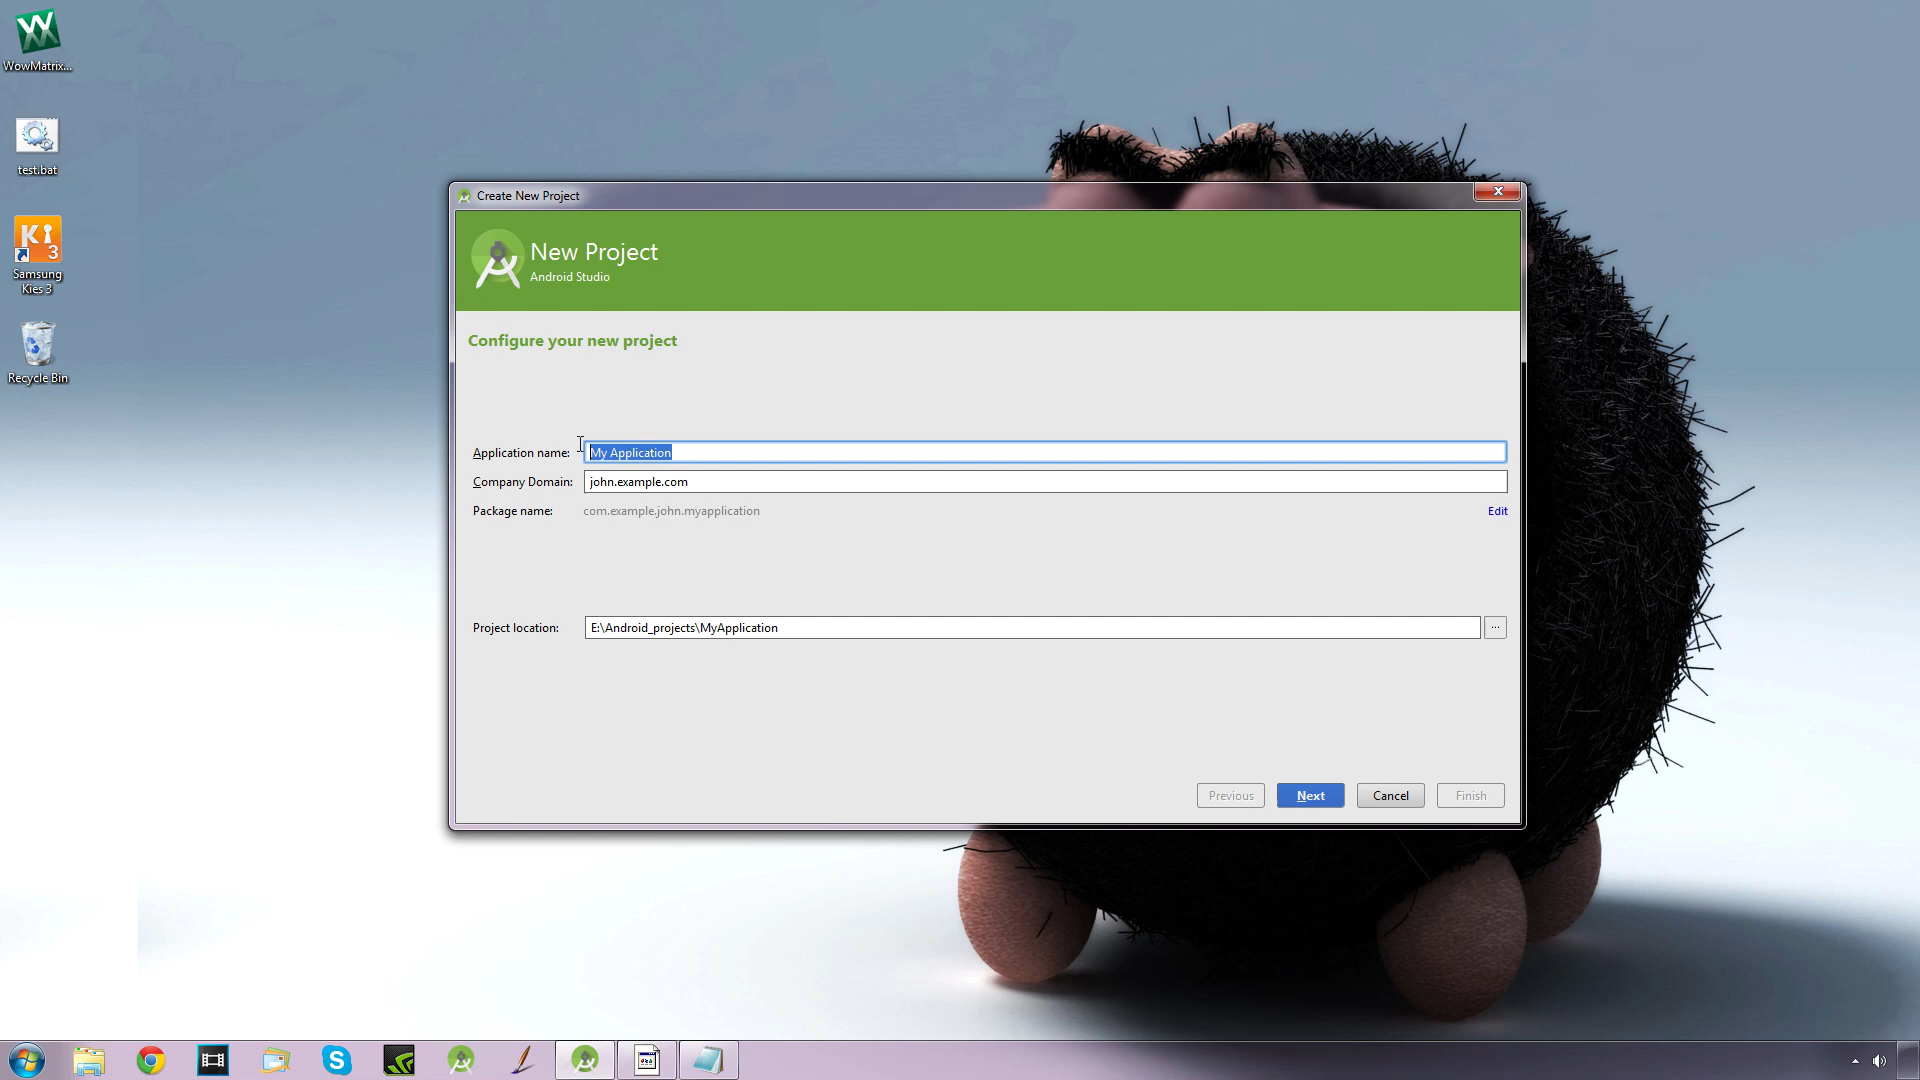 WowMatrix...
test.bat
Ki
3
Samsung
Kies 3
Recycle Bin
Create New Project
New Project
Android Studio
Configure your new project
Application name: My Application
Company Domain: john.example.com
Package name: com.example.john.myapplication Edit
Project location: E:\Android_projects\MyApplication ...
Previous Next Cancel Finish